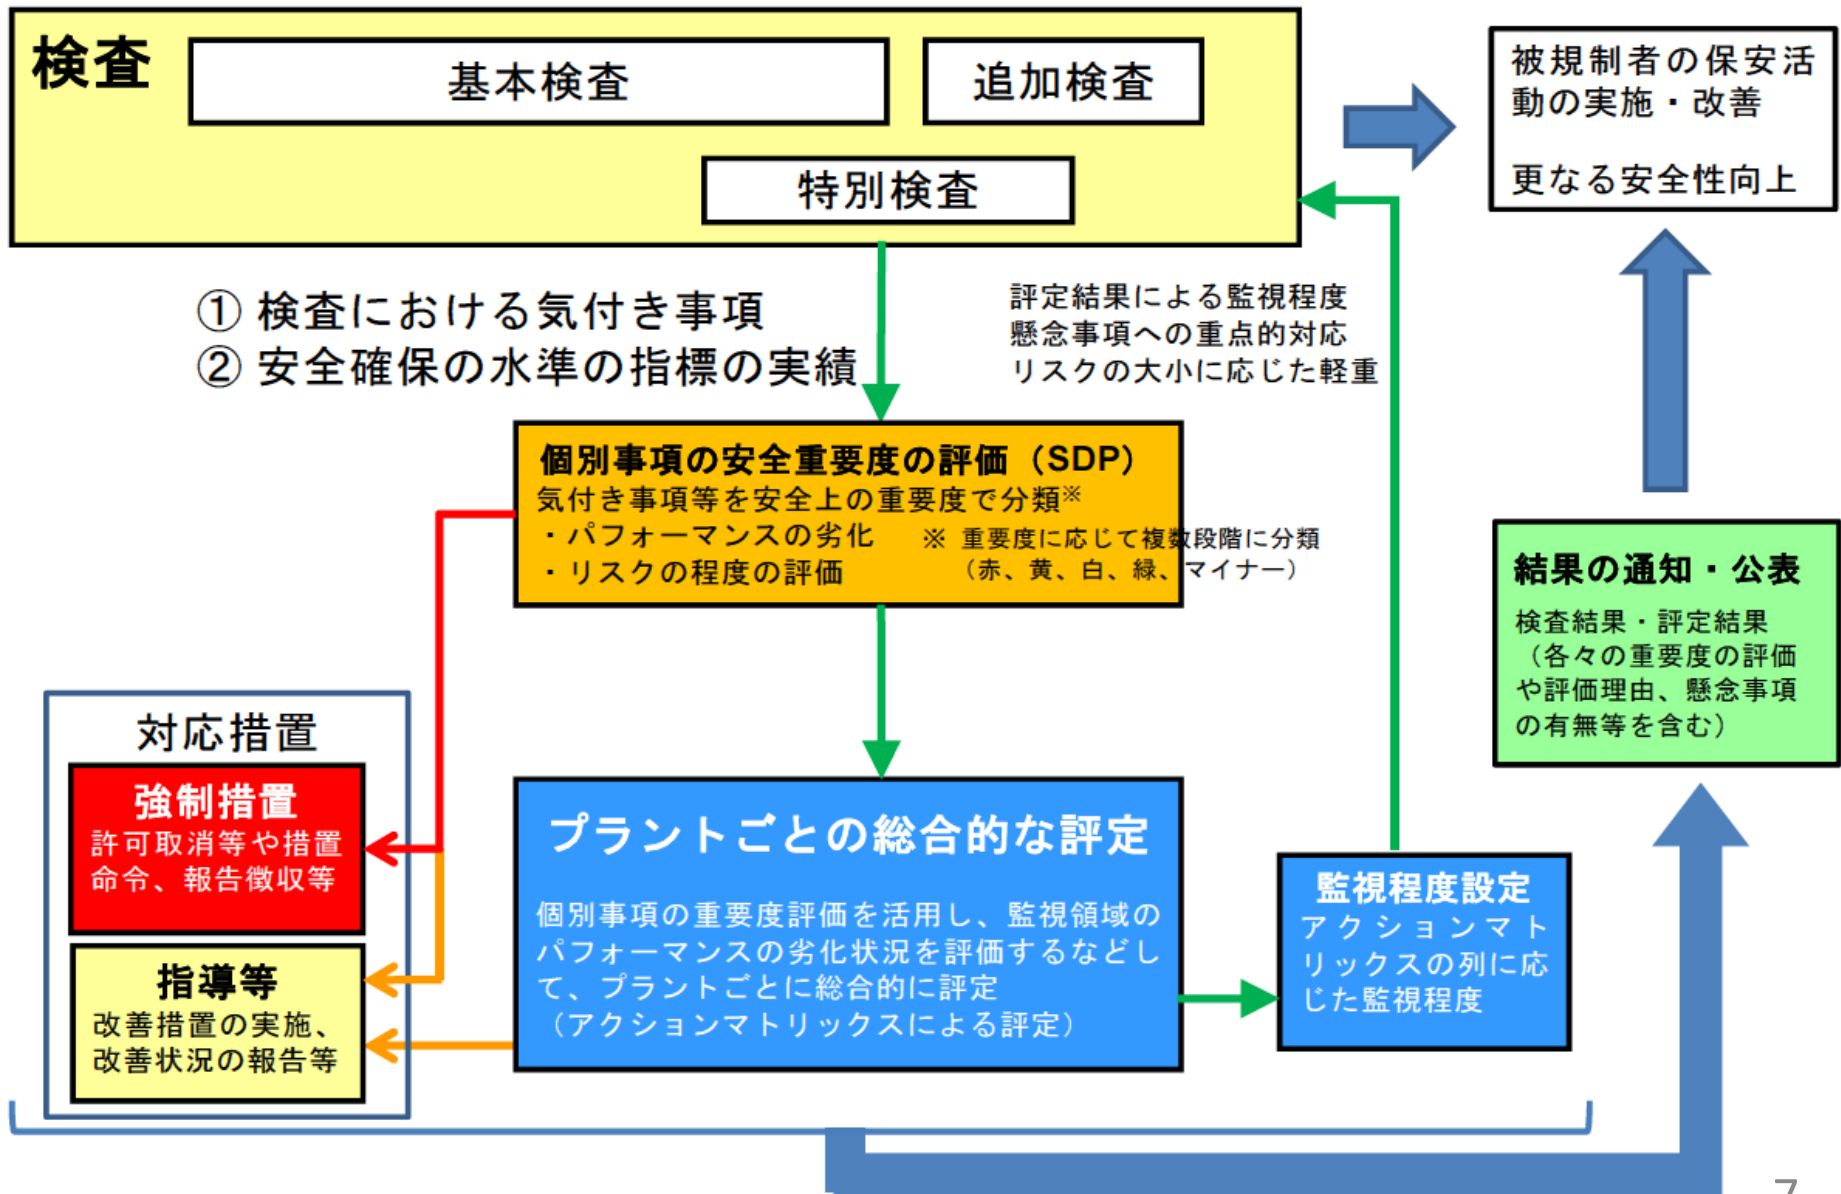 検査
基本検査
追加検査
特別検査
被規制者の保安活
動の実施・改善
更なる安全性向上
① 検査における気付き事項
② 安全確保の水準の指標の実績
評定結果による監視程度
懸念事項への重点的対応
リスクの大小に応じた軽重
個別事項の安全重要度の評価（SDP）
気付き事項等を安全上の重要度で分類※
・パフォーマンスの劣化
・リスクの程度の評価
※ 重要度に応じて複数段階に分類
（赤、黄、白、緑、マイナー）
結果の通知・公表
検査結果・評定結果
（各々の重要度の評価
や評価理由、懸念事項
の有無等を含む）
対応措置
強制措置
許可取消等や措置
命令、報告徴収等
指導等
改善措置の実施、
改善状況の報告等
プラントごとの総合的な評定
個別事項の重要度評価を活用し、監視領域の
パフォーマンスの劣化状況を評価するなどし
て、プラントごとに総合的に評定
（アクションマトリックスによる評定）
監視程度設定
アクションマト
リックスの列に応
じた監視程度
7